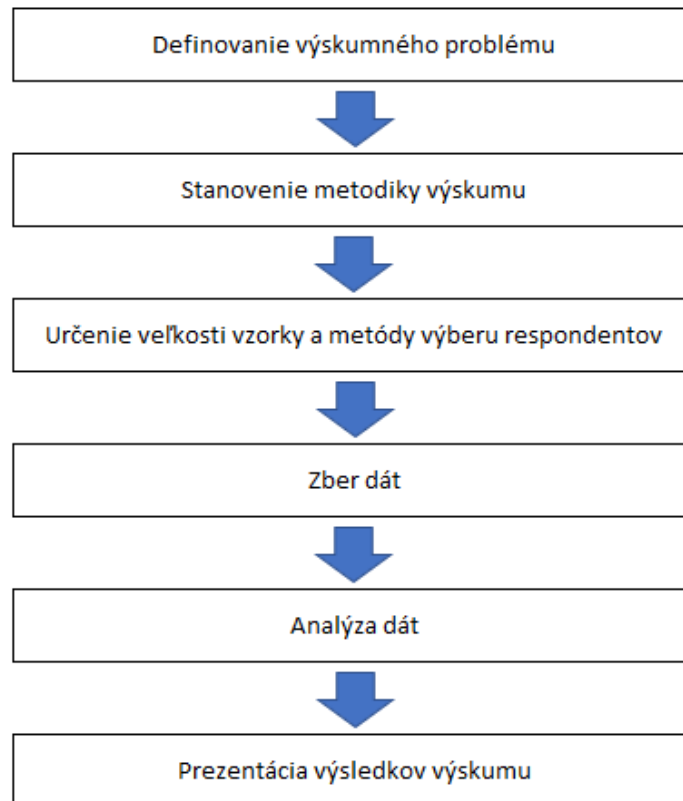 Definovanie výskumného problému
Stanovenie metodiky výskumu
Určenie veľkosti vzorky a metódy výberu respondentov
Zber dát
Analýza dát
Prezentácia výsledkov výskumu